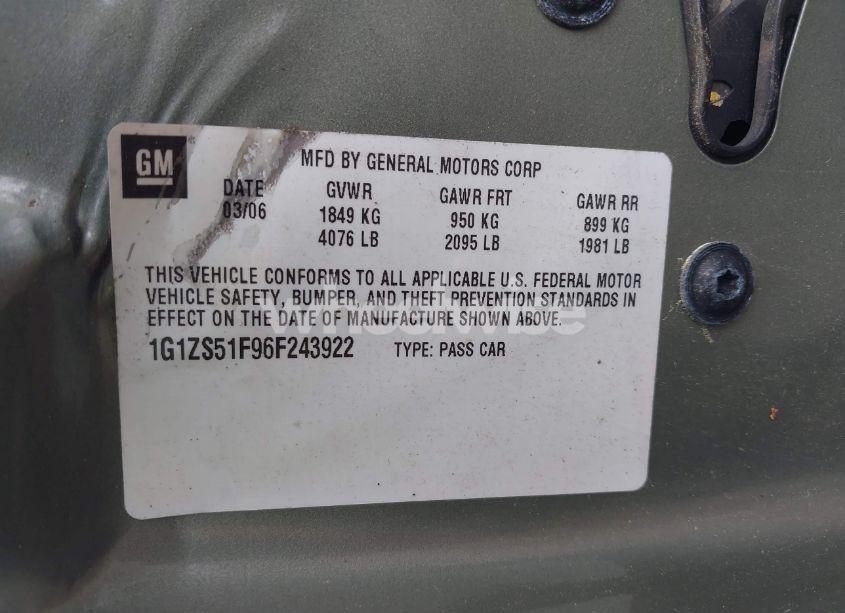 GM
MFD BY GENERAL MOTORS CORP
DATE GVWR GAWR FRT GAWR RR
03/06 1849 KG 950 KG 899 KG
4076 LB 2095 LB 1981 LB
THIS VEHICLE CONFORMS TO ALL APPLICABLE U.S. FEDERAL MOTOR
VEHICLE SAFETY, BUMPER, AND THEFT PREVENTION STANDARDS IN
EFFECT ON THE DATE OF MANUFACTURE SHOWN ABOVE.
1G1ZS51F96F243922 TYPE: PASS CAR